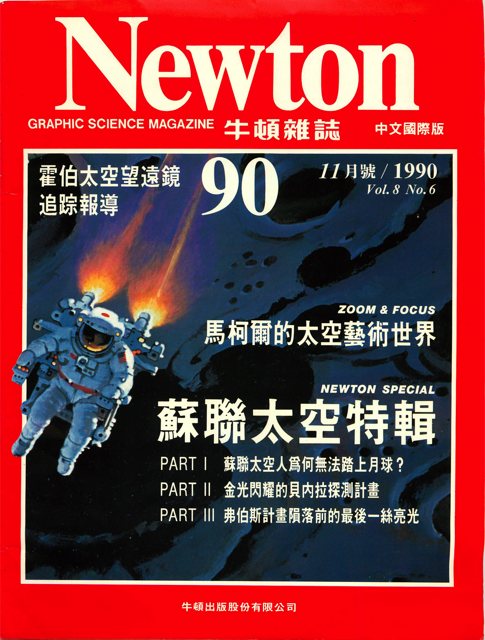 Newton
GRAPHIC SCIENCE MAGAZINE 牛頓雜誌 中文國際版
霍伯太空望遠鏡
追踪報導
90
11月號 / 1990
Vol. 8 No. 6
ZOOM & FOCUS
馬柯爾的太空藝術世界
NEWTON SPECIAL
蘇聯太空特輯
PART I 蘇聯太空人爲何無法踏上月球？
PART II 金光閃耀的貝內拉探測計畫
PART III 弗伯斯計畫隕落前的最後一絲亮光
牛頓出版股份有限公司